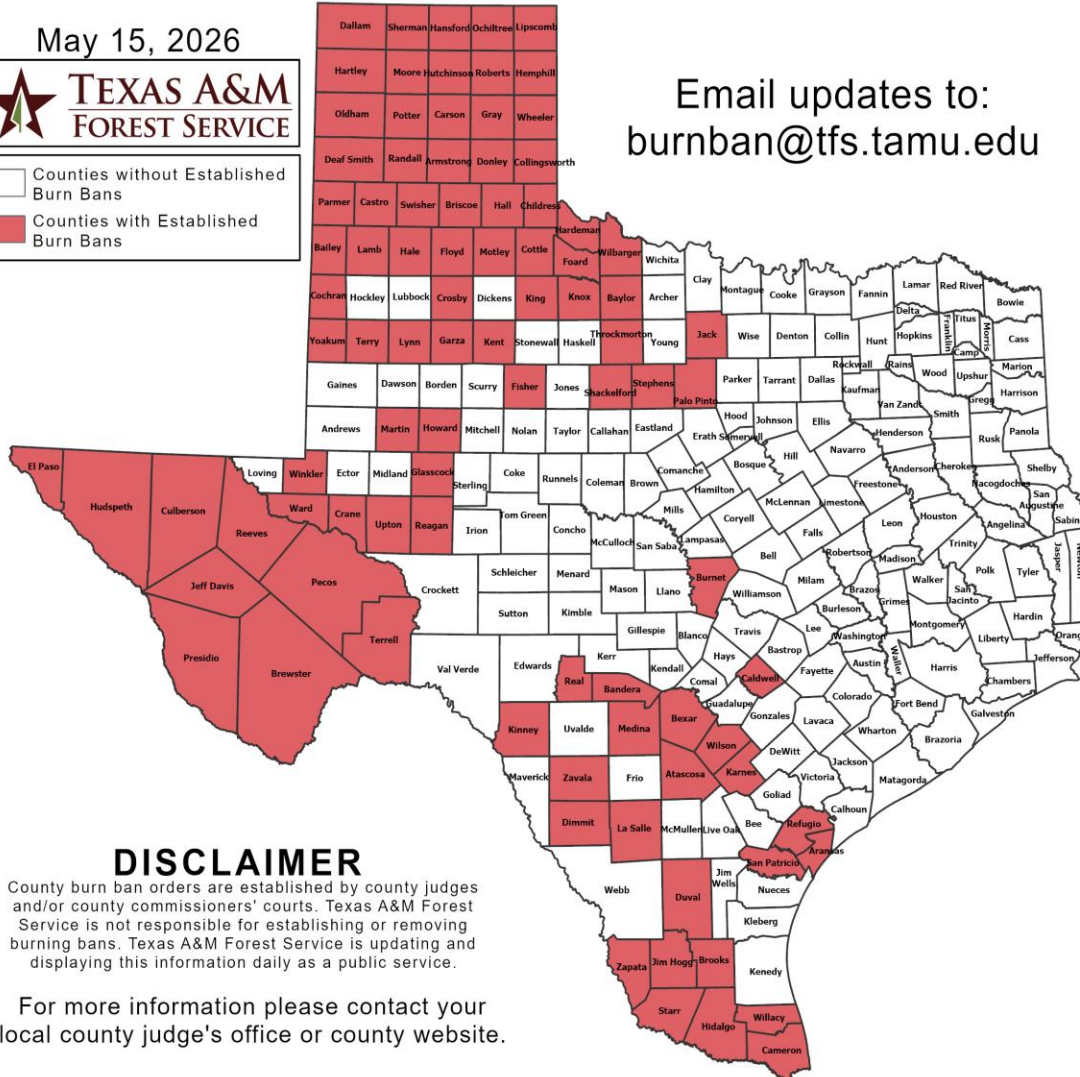 May 15, 2026
TEXAS A&M
FOREST SERVICE
Counties without Established
Burn Bans
Counties with Established
Burn Bans
Email updates to:
burnban@tfs.tamu.edu
Dallam Sherman Hansford Ochiltree Lipscomb
Hartley Moore Hutchinson Roberts Hemphill
Oldham Potter Carson Gray Wheeler
Deaf Smith Randall Armstrong Donley Collingsworth
Parmer Castro Swisher Briscoe Hall Childress
Hardeman
Bailey Lamb Hale Floyd Motley Cottle Foard Wilbarger Wichita
Clay Montague Cooke Grayson Fannin Lamar Red River Bowie
Cochran Hockley Lubbock Crosby Dickens King Knox Baylor Archer
Delta Franklin Titus Morris Cass
Yoakum Terry Lynn Garza Kent Stonewall Haskell Throckmorton Young Jack Wise Denton Collin Hunt Hopkins
Camp Marion
Rockwall Rains Wood Upshur Harrison
Gaines Dawson Borden Scurry Fisher Jones Shackelford Stephens Palo Pinto Parker Tarrant Dallas Kaufman Van Zandt Gregg
Smith
Andrews Martin Howard Mitchell Nolan Taylor Callahan Eastland Erath Hood Somervell Johnson Ellis Henderson Rusk Panola
Navarro Hill Bosque
El Paso Loving Winkler Ector Midland Glasscock Sterling Coke Runnels Coleman Brown Comanche Anderson Cherokee Shelby
Hamilton Freestone Nacogdoches San Augustine Sabin
Hudspeth Culberson Reeves Ward Crane Upton Reagan Irion Tom Green Concho Mills McLennan Limestone
McCulloch San Saba Lampasas Coryell Falls Leon Houston Angelina
Bell Robertson Madison Trinity Jasper Newton
Jeff Davis Pecos Crockett Schleicher Menard Mason Llano Burnet Williamson Milam Brazos Grimes Walker San Jacinto Polk Tyler
Sutton Kimble Burleson Montgomery Hardin
Terrell Gillespie Blanco Travis Lee Washington Liberty Orang
Presidio Brewster Val Verde Edwards Kerr Kendall Hays Bastrop Austin Waller Harris Jefferson
Real Bandera Comal Caldwell Fayette Chambers
Guadalupe Colorado Fort Bend Galveston
Kinney Uvalde Medina Bexar Gonzales Lavaca Wharton Brazoria
Wilson DeWitt
Maverick Zavala Frio Atascosa Karnes Victoria Jackson Matagorda
Goliad Calhoun
Dimmit La Salle McMullen Live Oak Bee Refugio
Aransas
San Patricio
Webb Duval Jim Wells Nueces
Kleberg
Zapata Jim Hogg Brooks Kenedy
Starr Hidalgo Willacy
Cameron
DISCLAIMER
County burn ban orders are established by county judges
and/or county commissioners' courts. Texas A&M Forest
Service is not responsible for establishing or removing
burning bans. Texas A&M Forest Service is updating and
displaying this information daily as a public service.
For more information please contact your
local county judge's office or county website.